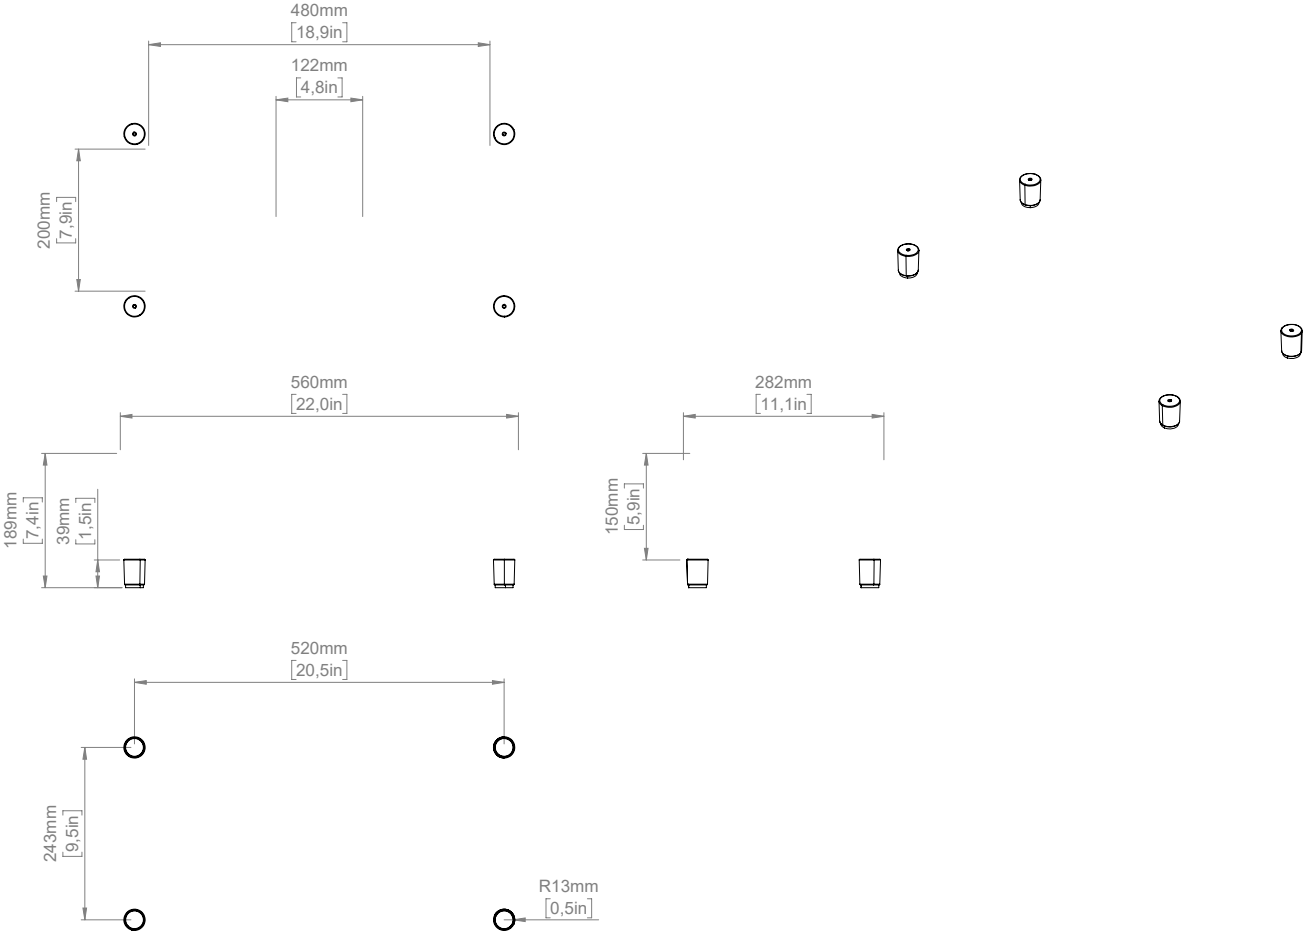 480mm
[18,9in]
122mm
[4,8in]
200mm
[7,9in]
560mm
[22,0in]
282mm
[11,1in]
189mm
[7,4in]
39mm
[1,5in]
150mm
[5,9in]
520mm
[20,5in]
243mm
[9,5in]
R13mm
[0,5in]